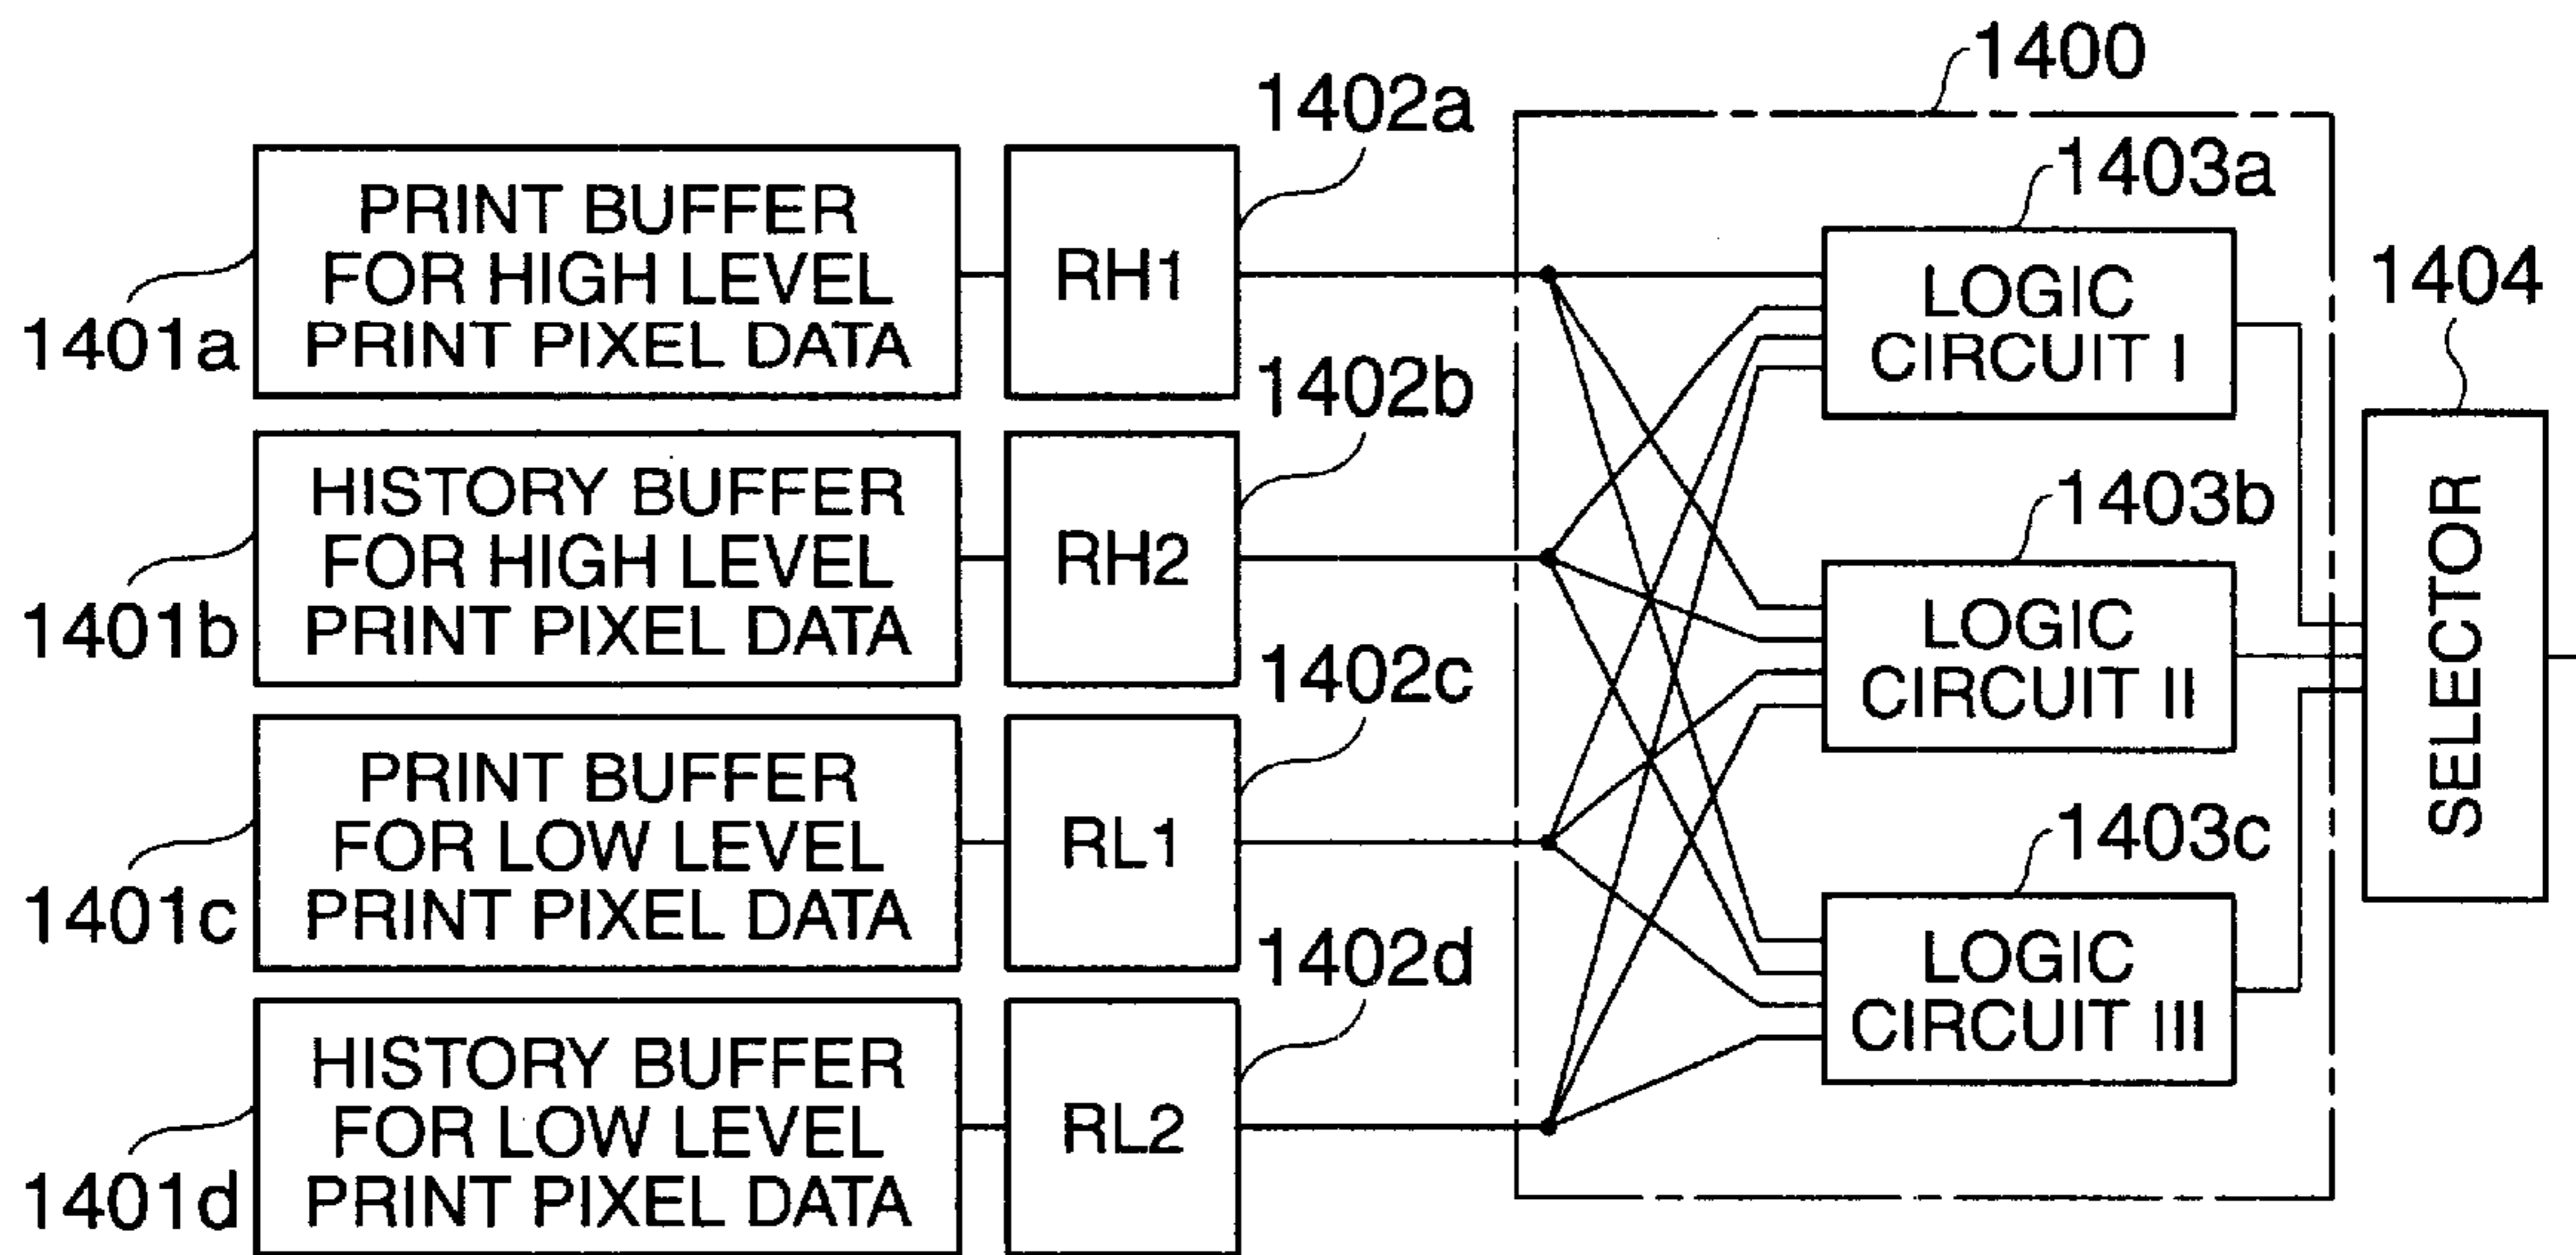 1400
1402a
1403a
PRINT BUFFER
FOR HIGH LEVEL
PRINT PIXEL DATA
1401a
RH1
LOGIC
CIRCUIT I
1404
1402b
HISTORY BUFFER
FOR HIGH LEVEL
PRINT PIXEL DATA
1401b
RH2
1403b
LOGIC
CIRCUIT II
SELECTOR
1402c
PRINT BUFFER
FOR LOW LEVEL
PRINT PIXEL DATA
1401c
RL1
1403c
LOGIC
CIRCUIT III
1402d
HISTORY BUFFER
FOR LOW LEVEL
PRINT PIXEL DATA
1401d
RL2